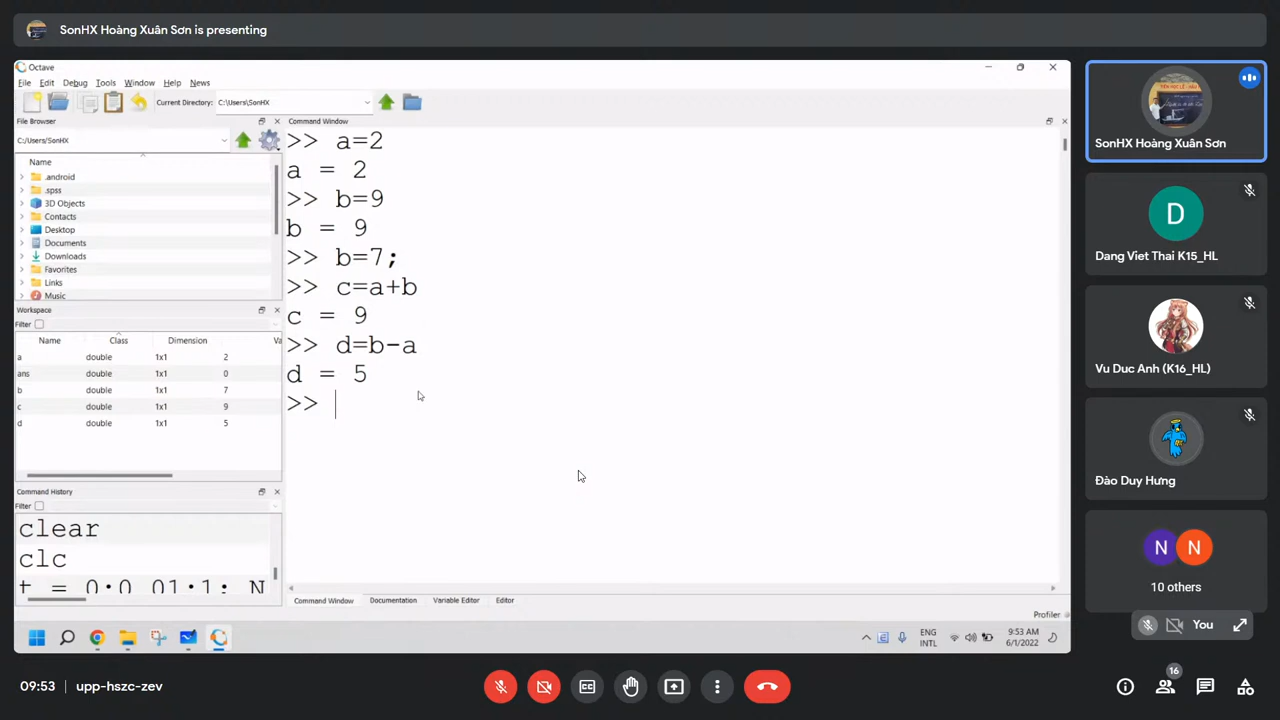 SonHX Hoàng Xuân Sơn is presenting
Octave
File Edit Debug Tools Window Help News
Current Directory: C:\Users\SonHX
File Browser
C:/Users/SonHX
Name
.android
.spss
3D Objects
Contacts
Desktop
Documents
Downloads
Favorites
Links
Music
Workspace
Filter
Name Class Dimension
a double 1x1 2
ans double 1x1 0
b double 1x1 7
c double 1x1 9
d double 1x1 5
Command History
Filter
clear
clc
Command Window
>> a=2
a = 2
>> b=9
b = 9
>> b=7;
>> c=a+b
c = 9
>> d=b-a
d = 5
>>
Command Window Documentation Variable Editor Editor
Profiler
ENG
INTL
9:53 AM
6/1/2022
SonHX Hoàng Xuân Sơn
D
Dang Viet Thai K15_HL
Vu Duc Anh (K16_HL)
Đào Duy Hưng
N N
10 others
You
09:53 | upp-hszc-zev
16